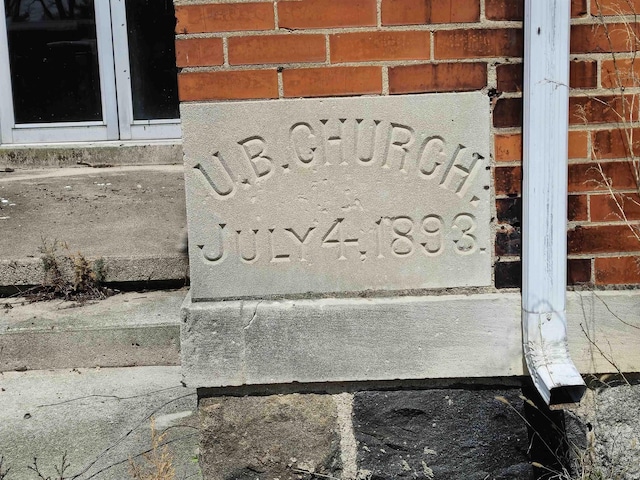 U.B. CHURCH.
JULY 4, 1893.